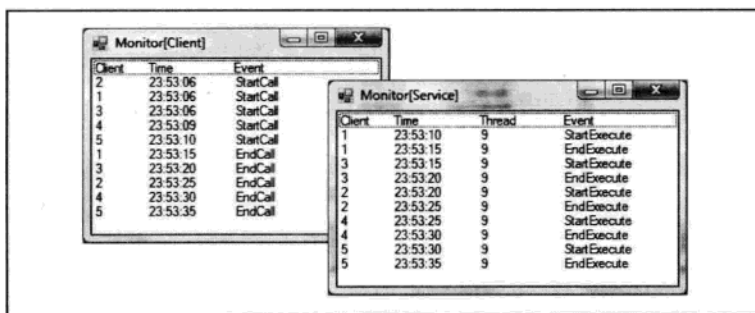 Monitor[Client]
Client Time Event
2 23:53:06 StartCall
1 23:53:06 StartCall
3 23:53:06 StartCall
4 23:53:09 StartCall
5 23:53:10 StartCall
1 23:53:15 EndCall
3 23:53:20 EndCall
2 23:53:25 EndCall
4 23:53:30 EndCall
5 23:53:35 EndCall
Monitor[Service]
Client Time Thread Event
1 23:53:10 9 StartExecute
1 23:53:15 9 EndExecute
3 23:53:15 9 StartExecute
3 23:53:20 9 EndExecute
2 23:53:20 9 StartExecute
2 23:53:25 9 EndExecute
4 23:53:25 9 StartExecute
4 23:53:30 9 EndExecute
5 23:53:30 9 StartExecute
5 23:53:35 9 EndExecute